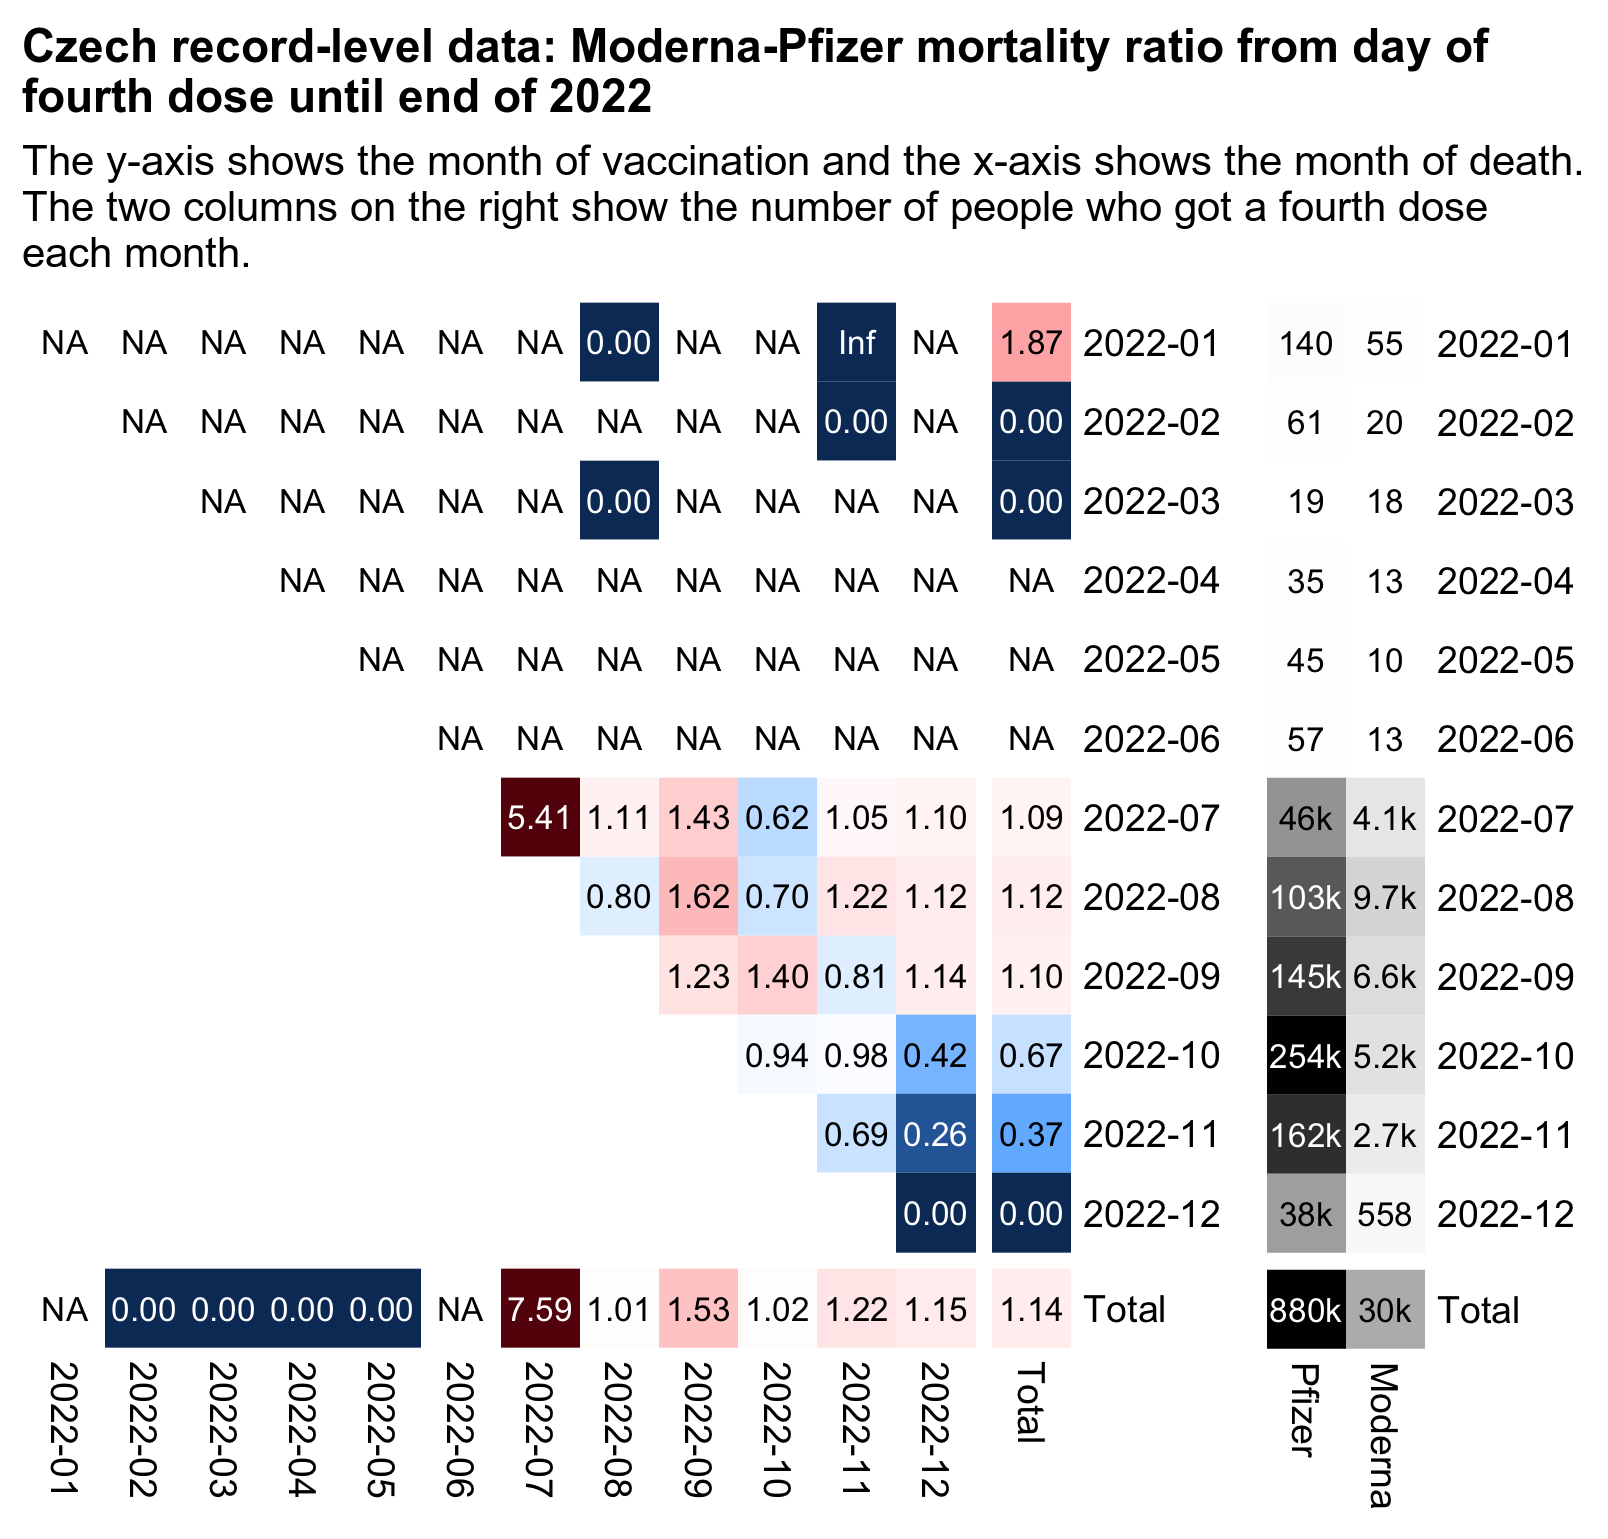 Czech record-level data: Moderna-Pfizer mortality ratio from day of
fourth dose until end of 2022
The y-axis shows the month of vaccination and the x-axis shows the month of death.
The two columns on the right show the number of people who got a fourth dose
each month.
NA NA NA NA NA NA NA 0.00 NA NA Inf NA 1.87 2022-01 140 55 2022-01
NA NA NA NA NA NA NA NA NA 0.00 NA 0.00 2022-02 61 20 2022-02
NA NA NA NA NA 0.00 NA NA NA NA 0.00 2022-03 19 18 2022-03
NA NA NA NA NA NA NA NA NA NA 2022-04 35 13 2022-04
NA NA NA NA NA NA NA NA NA 2022-05 45 10 2022-05
NA NA NA NA NA NA NA NA 2022-06 57 13 2022-06
5.41 1.11 1.43 0.62 1.05 1.10 1.09 2022-07 46k 4.1k 2022-07
0.80 1.62 0.70 1.22 1.12 1.12 2022-08 103k 9.7k 2022-08
1.23 1.40 0.81 1.14 1.10 2022-09 145k 6.6k 2022-09
0.94 0.98 0.42 0.67 2022-10 254k 5.2k 2022-10
0.69 0.26 0.37 2022-11 162k 2.7k 2022-11
0.00 0.00 2022-12 38k 558 2022-12
NA 0.00 0.00 0.00 0.00 NA 7.59 1.01 1.53 1.02 1.22 1.15 1.14 Total 880k 30k Total
2022-01 2022-02 2022-03 2022-04 2022-05 2022-06 2022-07 2022-08 2022-09 2022-10 2022-11 2022-12 Total Pfizer Moderna